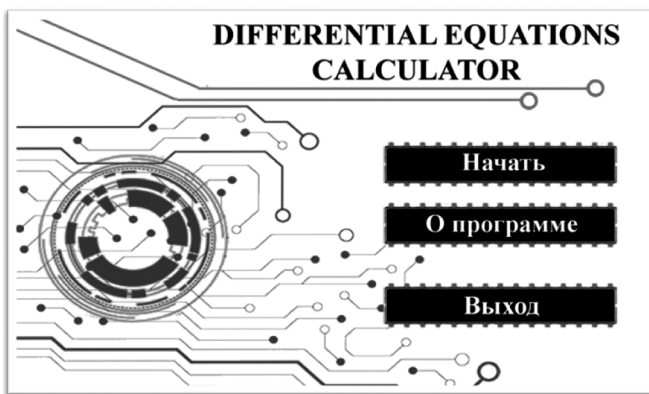 DIFFERENTIAL EQUATIONS
CALCULATOR
Начать
О программе
Выход